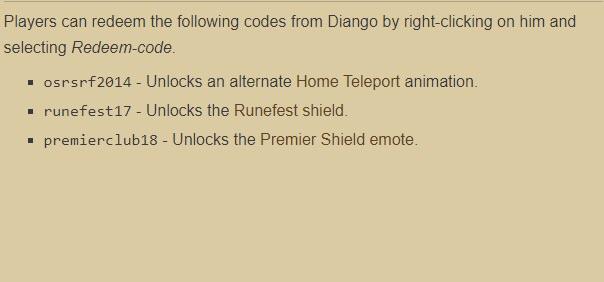 Players can redeem the following codes from Diango by right-clicking on him and
selecting Redeem-code.
▪ osrsrf2014 - Unlocks an alternate Home Teleport animation.
▪ runefest17 - Unlocks the Runefest shield.
▪ premierclub18 - Unlocks the Premier Shield emote.